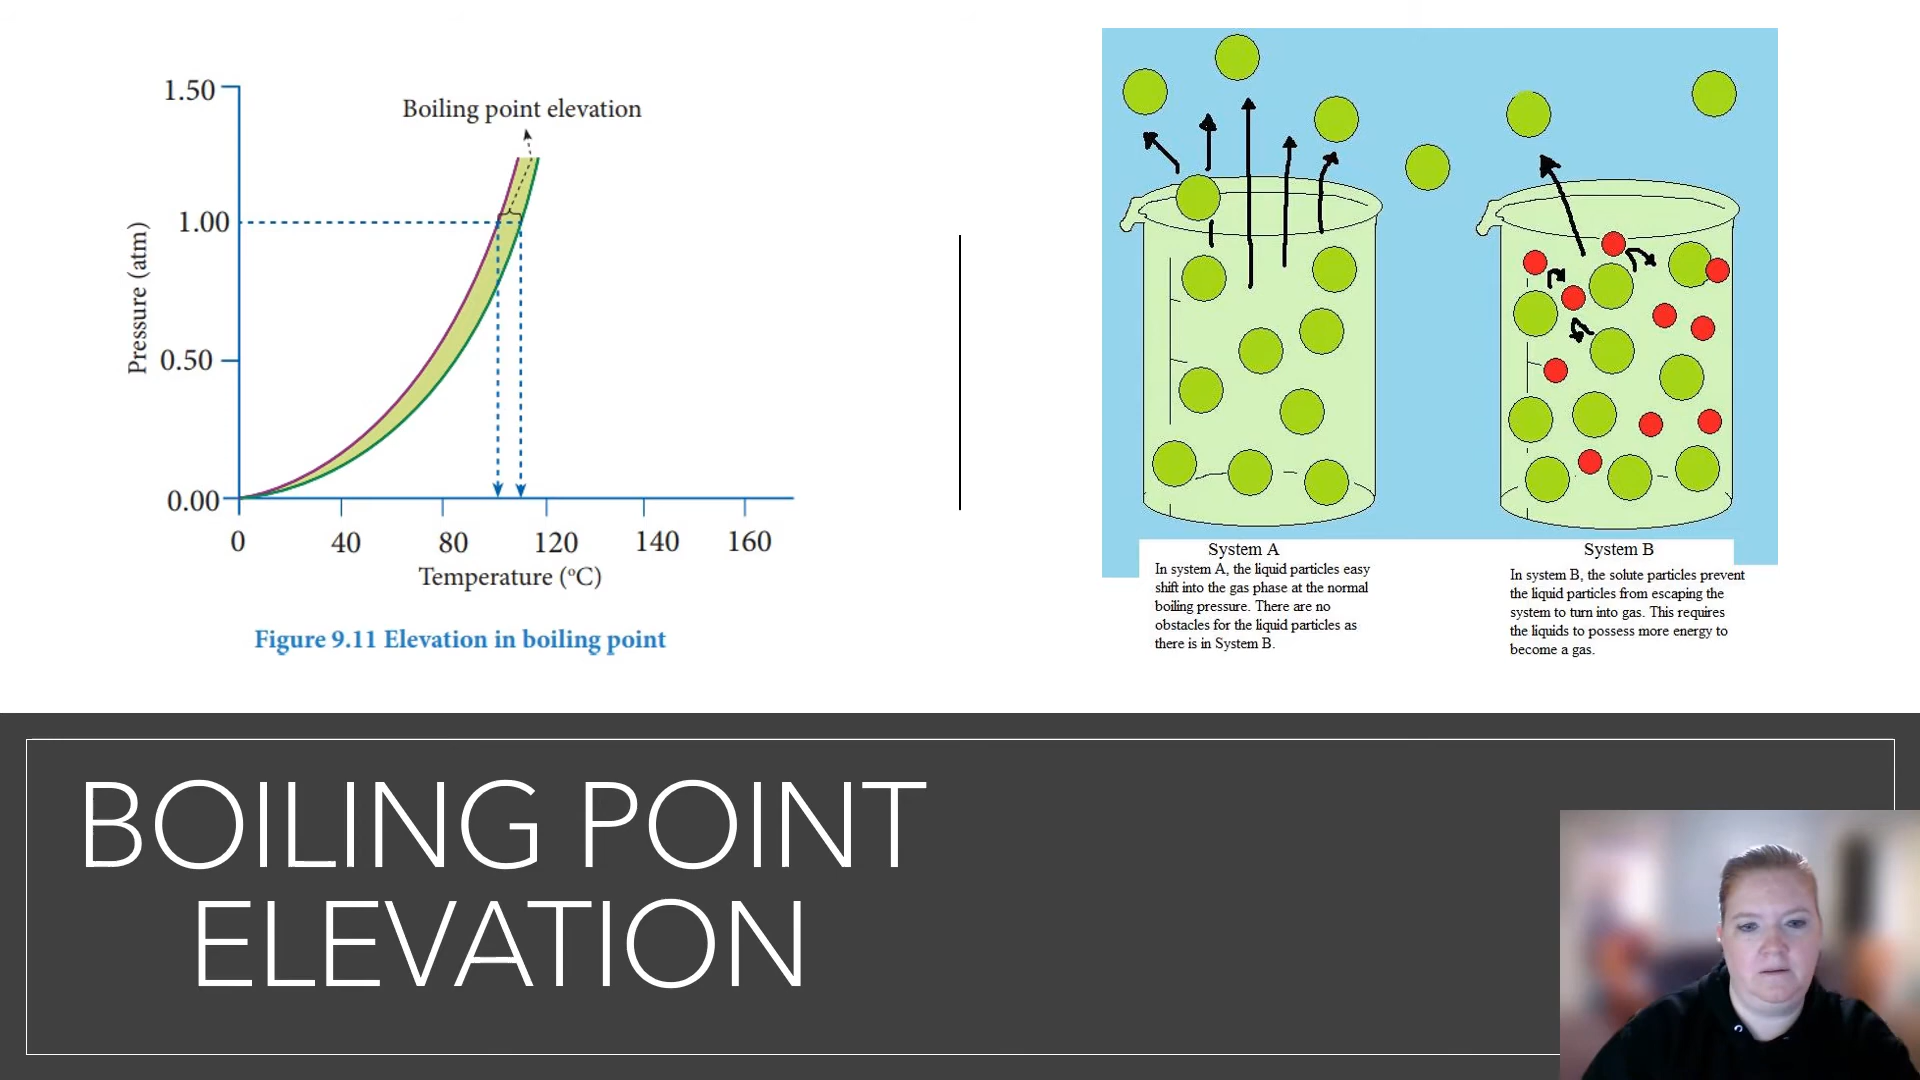 1.50
Boiling point elevation
1.00
Pressure (atm)
0.50
0.00
0 40 80 120 140 160
Temperature (°C)
Figure 9.11 Elevation in boiling point
System A
In system A, the liquid particles easy
shift into the gas phase at the normal
boiling pressure. There are no
obstacles for the liquid particles as
there is in System B.
System B
In system B, the solute particles prevent
the liquid particles from escaping the
system to turn into gas. This requires
the liquids to possess more energy to
become a gas.
BOILING POINT
ELEVATION